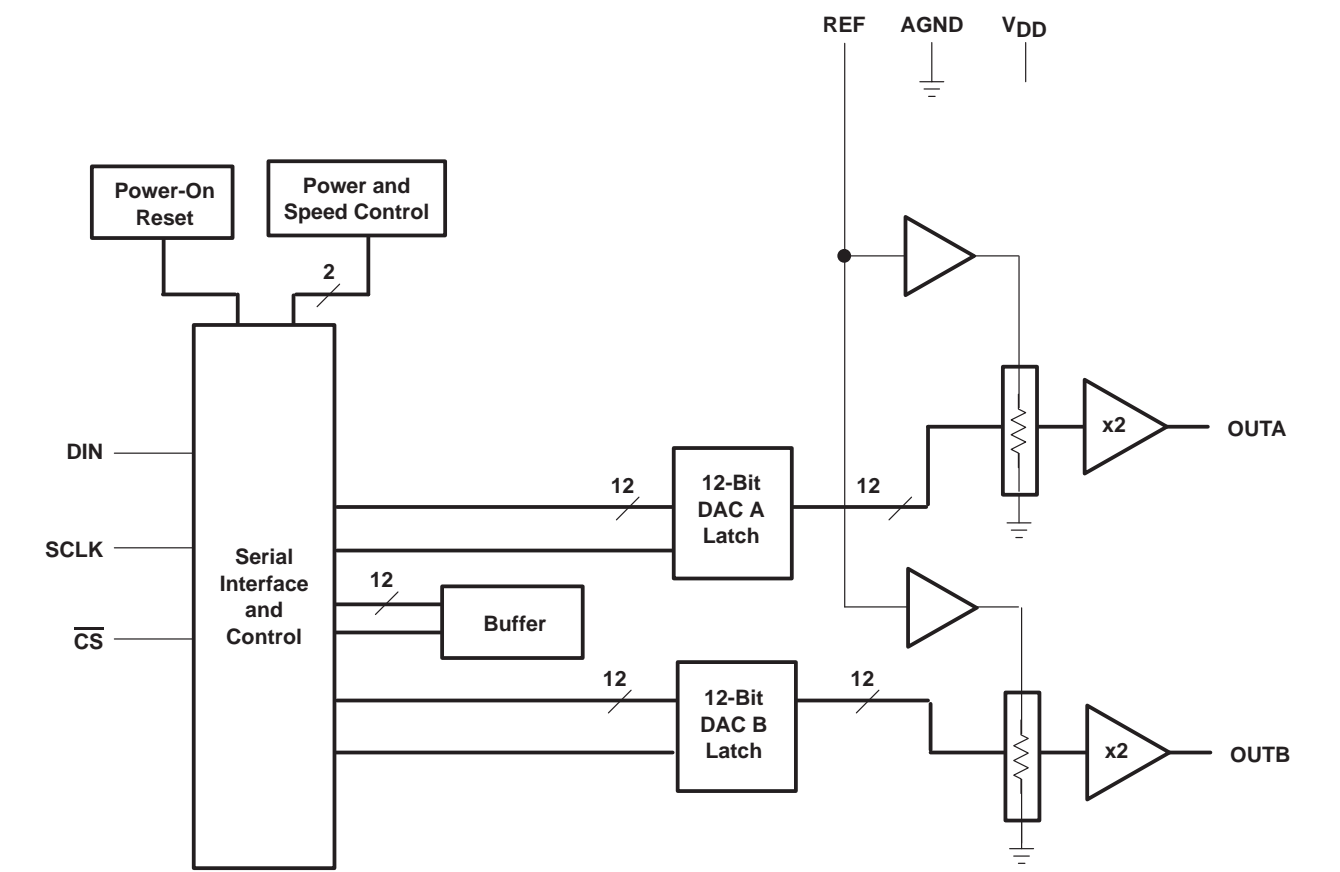 REF AGND VDD
Power-On
Reset
Power and
Speed Control
2
DIN
SCLK
CS
Serial
Interface
and
Control
12
12-Bit
DAC A
Latch
12
x2
OUTA
12
Buffer
12
12-Bit
DAC B
Latch
12
x2
OUTB